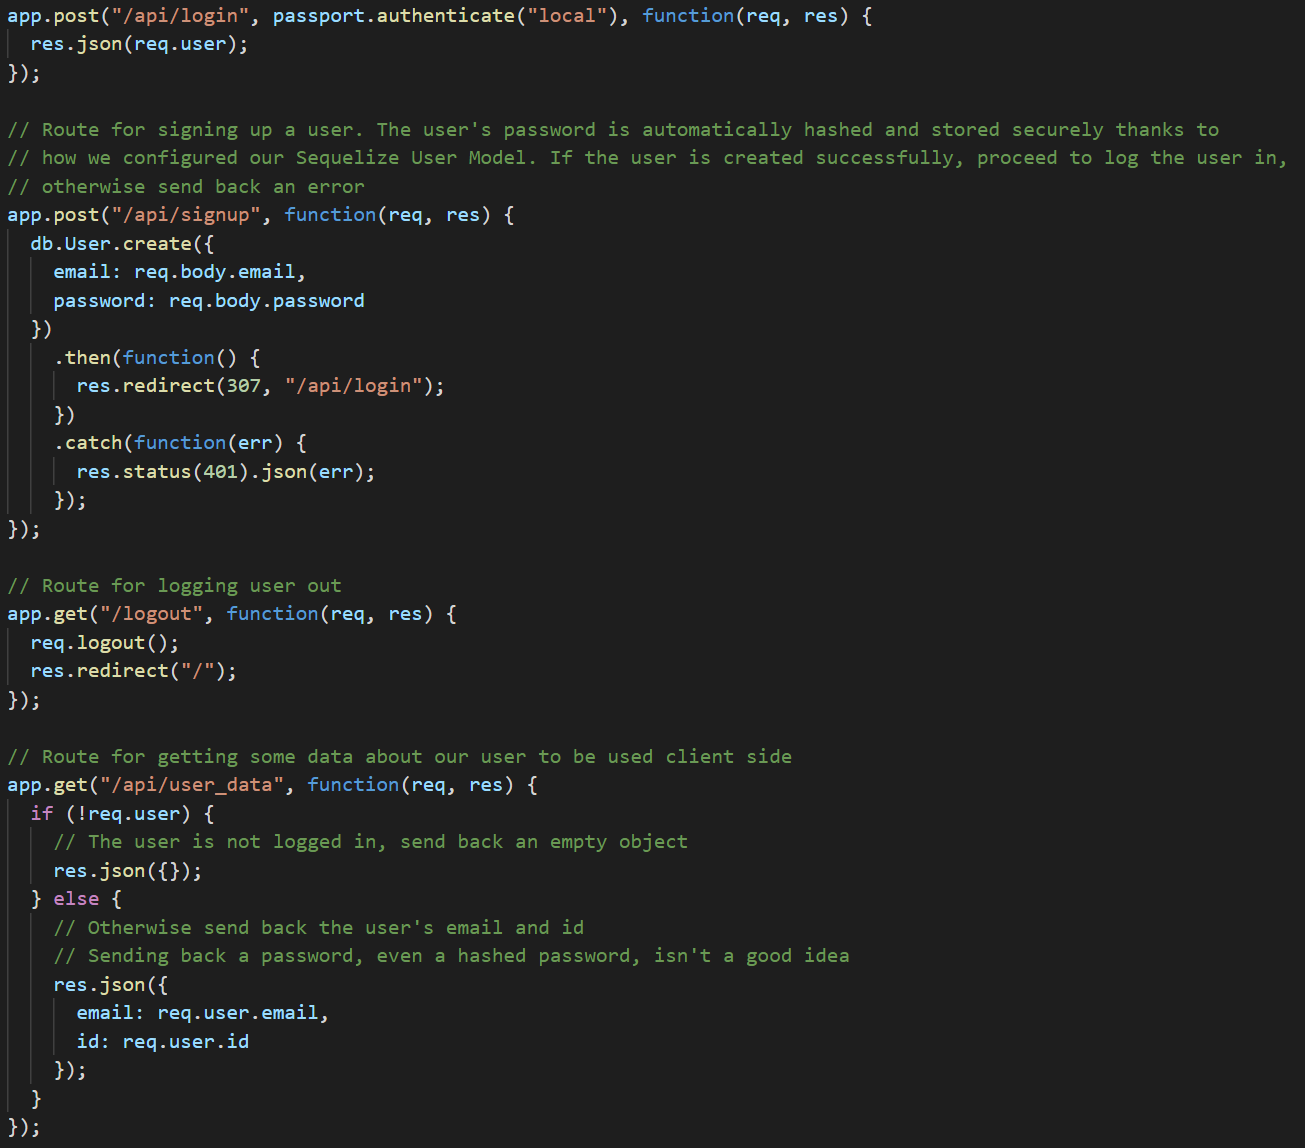 app.post("/api/login", passport.authenticate("local"), function(req, res) {
  res.json(req.user);
});

// Route for signing up a user. The user's password is automatically hashed and stored securely thanks to
// how we configured our Sequelize User Model. If the user is created successfully, proceed to log the user in,
// otherwise send back an error
app.post("/api/signup", function(req, res) {
  db.User.create({
    email: req.body.email,
    password: req.body.password
  })
    .then(function() {
      res.redirect(307, "/api/login");
    })
    .catch(function(err) {
      res.status(401).json(err);
    });
});

// Route for logging user out
app.get("/logout", function(req, res) {
  req.logout();
  res.redirect("/");
});

// Route for getting some data about our user to be used client side
app.get("/api/user_data", function(req, res) {
  if (!req.user) {
    // The user is not logged in, send back an empty object
    res.json({});
  } else {
    // Otherwise send back the user's email and id
    // Sending back a password, even a hashed password, isn't a good idea
    res.json({
      email: req.user.email,
      id: req.user.id
    });
  }
});